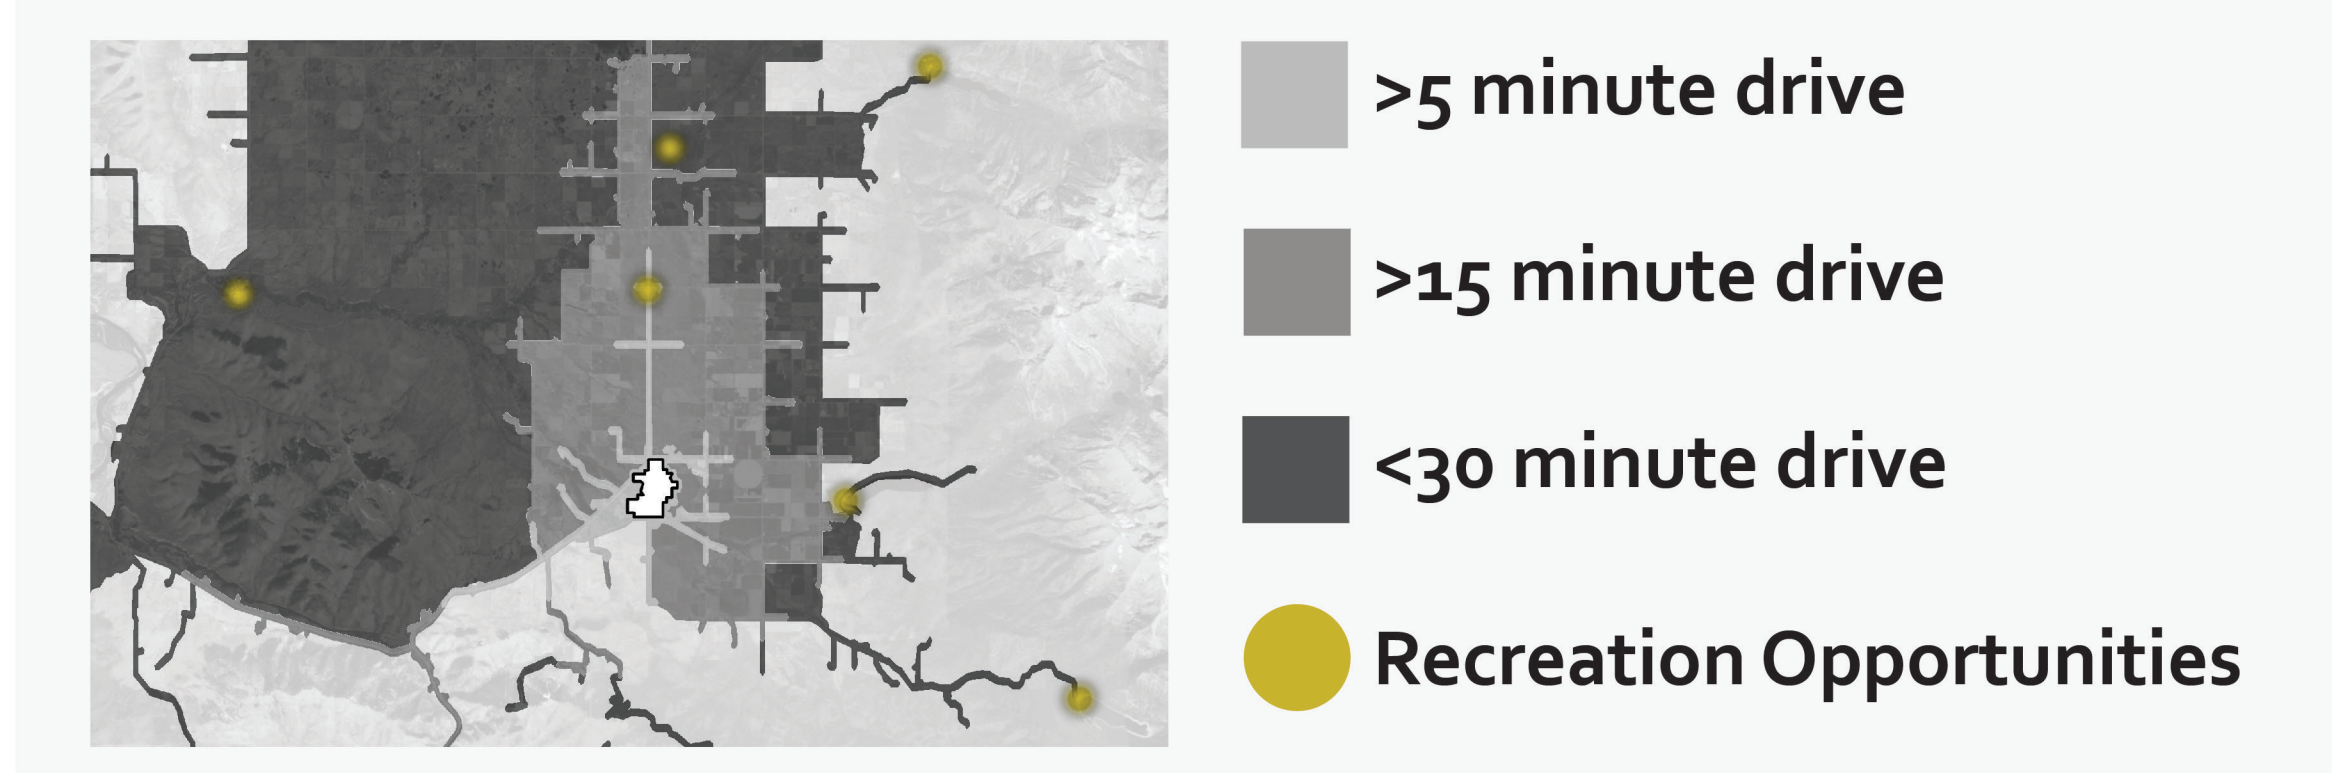 >5 minute drive
>15 minute drive
<30 minute drive
Recreation Opportunities